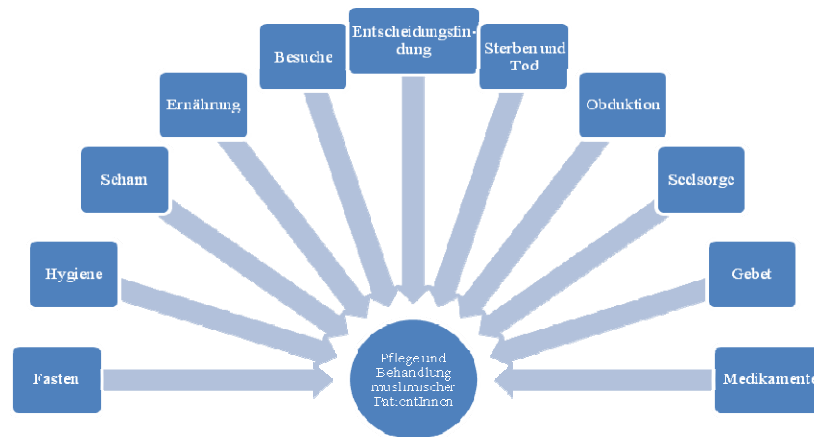 Entscheidungsfin-
dung
Sterben und
Tod
Besuche
Ernährung
Obduktion
Scham
Seelsorge
Hygiene
Gebet
Fasten
Pflege und
Behandlung
muslimischer
PatientInnen
Medikamente